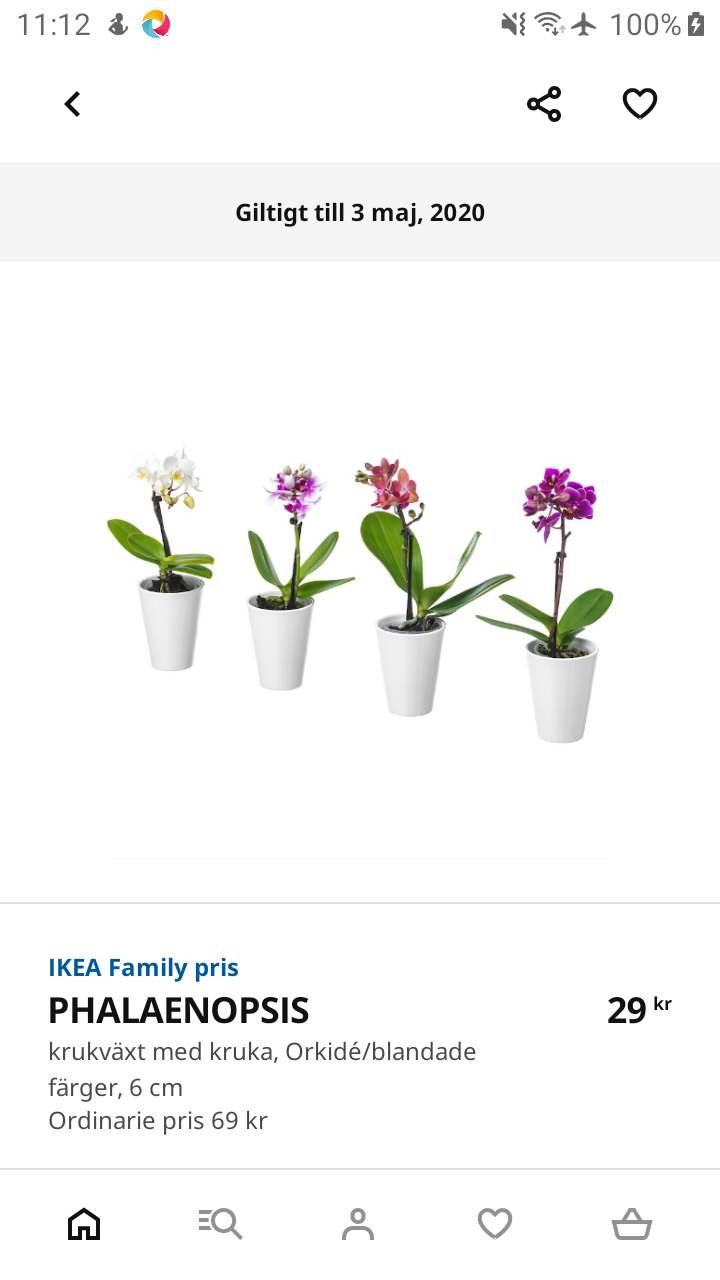 11:12 100%
Giltigt till 3 maj, 2020
IKEA Family pris
PHALAENOPSIS 29 kr
krukväxt med kruka, Orkidé/blandade
färger, 6 cm
Ordinarie pris 69 kr